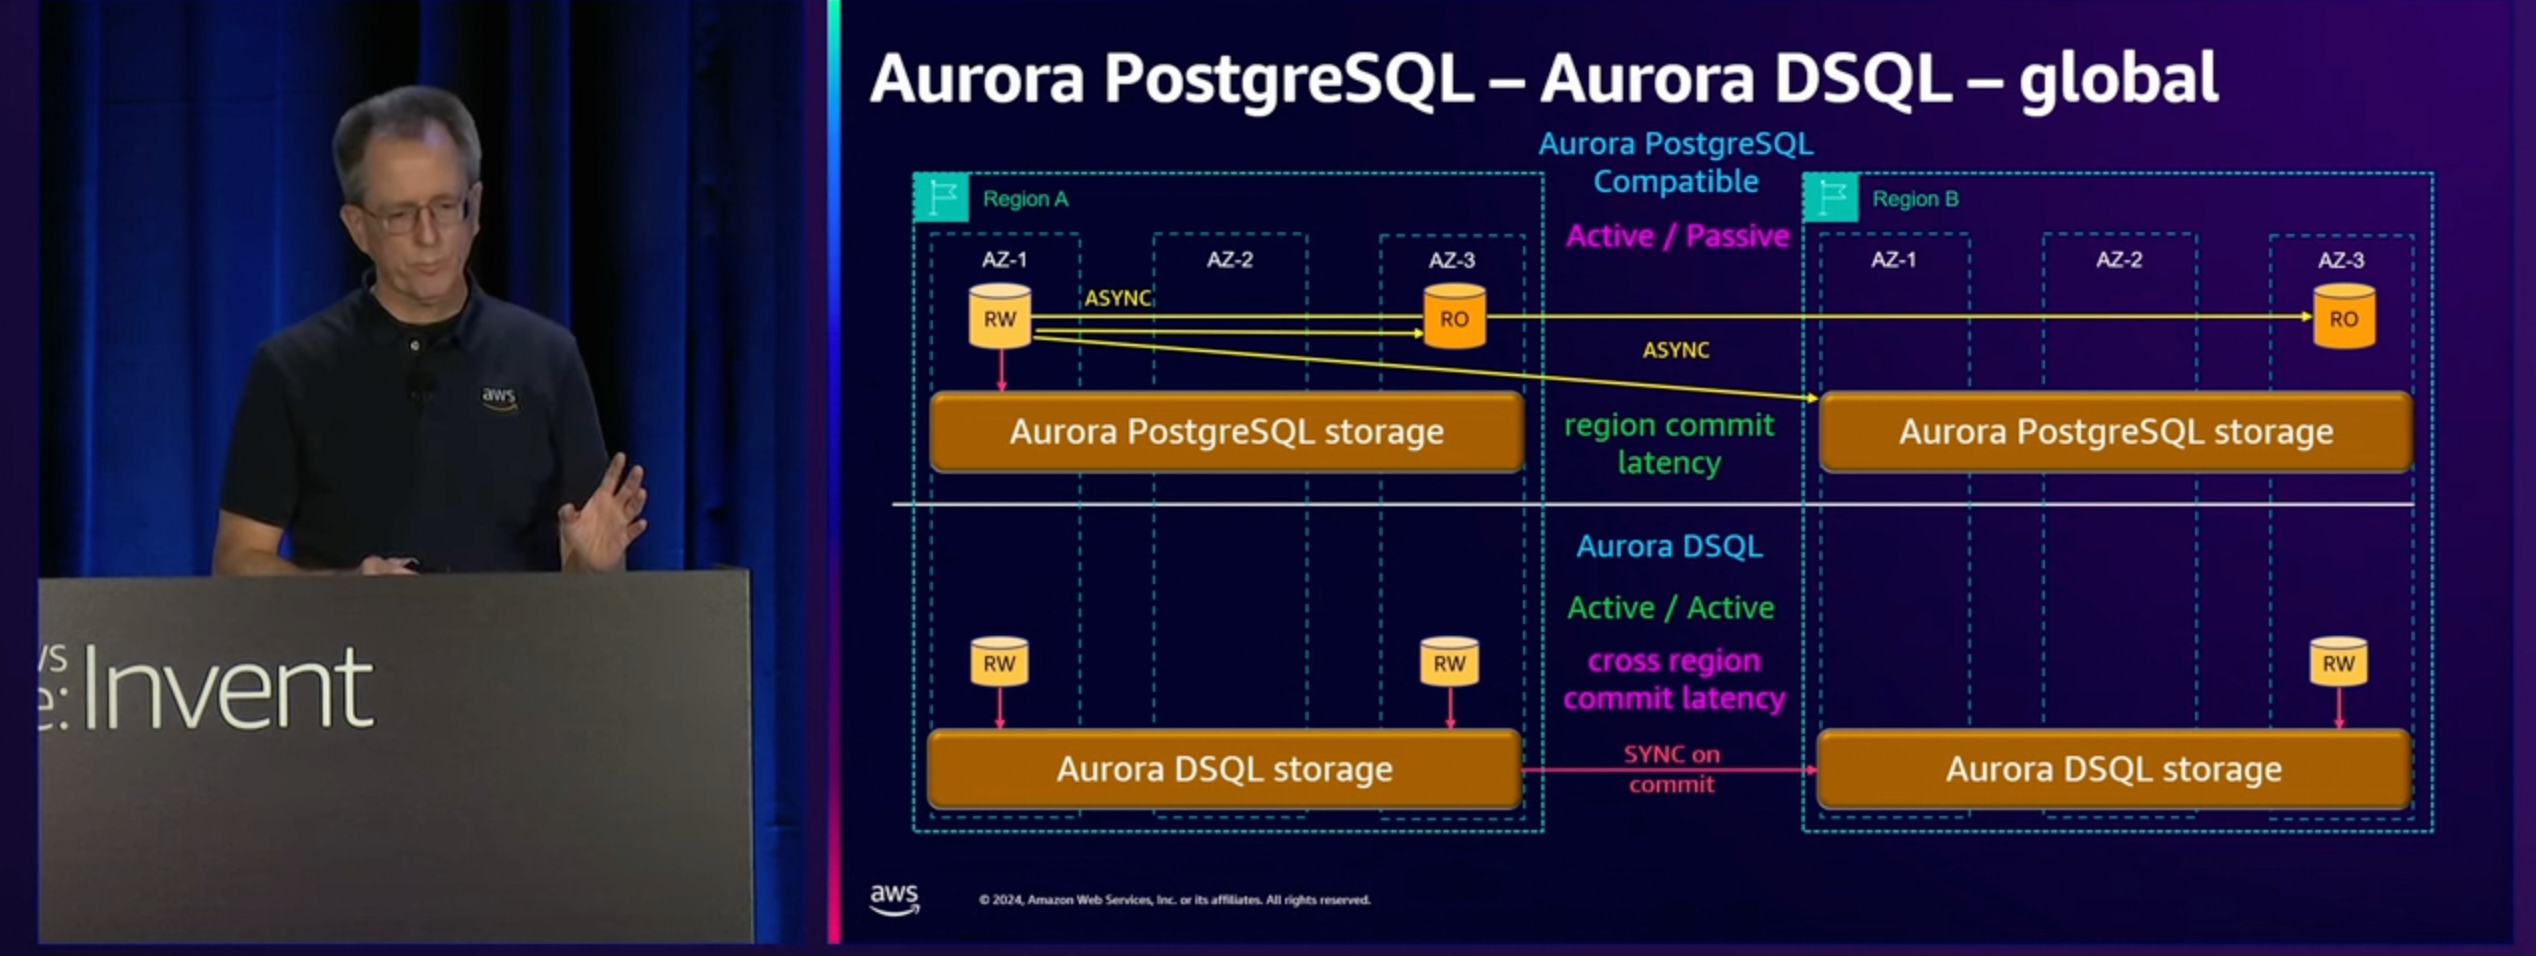 aws
ws
e:Invent
Aurora PostgreSQL – Aurora DSQL – global
Aurora PostgreSQL
Compatible
Active / Passive
Region A
AZ-1
AZ-2
AZ-3
RW
ASYNC
RO
Aurora PostgreSQL storage
ASYNC
region commit
latency
Region B
AZ-1
AZ-2
AZ-3
RO
Aurora PostgreSQL storage
Aurora DSQL
Active / Active
cross region
commit latency
RW
RW
Aurora DSQL storage
SYNC on
commit
RW
Aurora DSQL storage
aws
© 2024, Amazon Web Services, Inc. or its affiliates. All rights reserved.